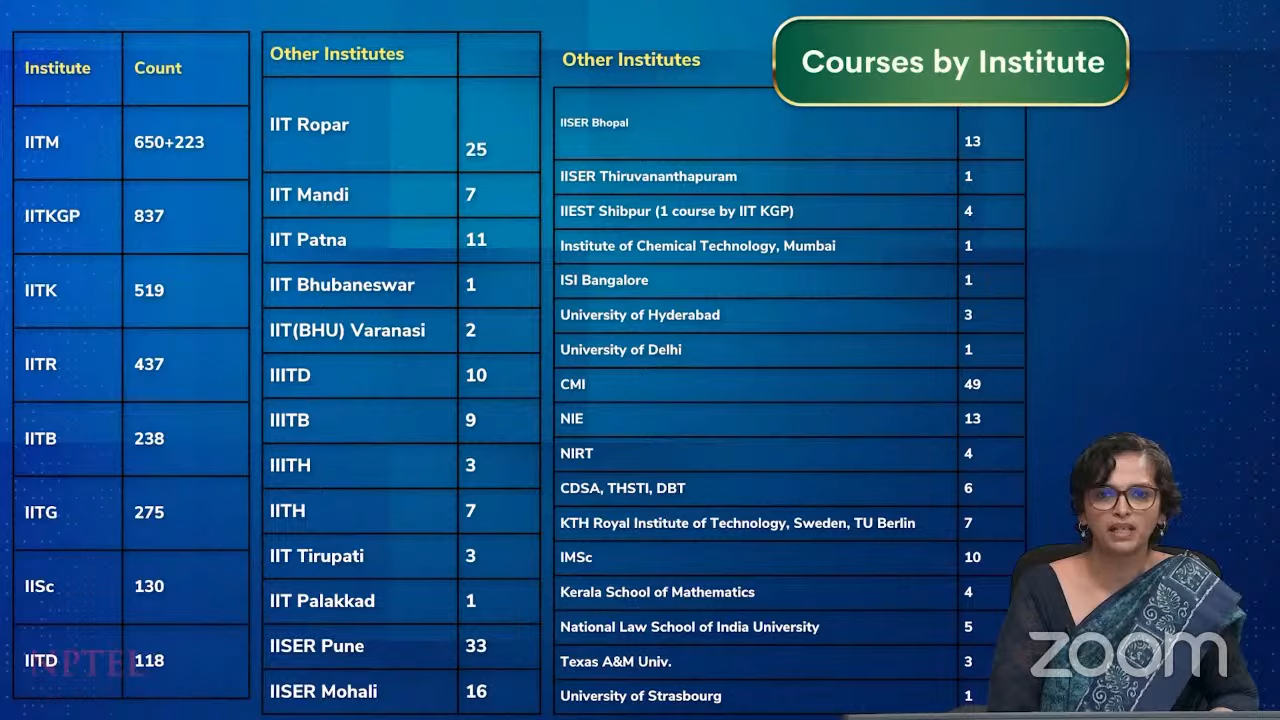 Courses by Institute
Institute Count
IITM 650+223
IITKGP 837
IITK 519
IITR 437
IITB 238
IITG 275
IISc 130
IITD 118
NPTEL
Other Institutes
IIT Ropar 25
IIT Mandi 7
IIT Patna 11
IIT Bhubaneswar 1
IIT(BHU) Varanasi 2
IIITD 10
IIITB 9
IIITH 3
IITH 7
IIT Tirupati 3
IIT Palakkad 1
IISER Pune 33
IISER Mohali 16
Other Institutes
IISER Bhopal 13
IISER Thiruvananthapuram 1
IIEST Shibpur (1 course by IIT KGP) 4
Institute of Chemical Technology, Mumbai 1
ISI Bangalore 1
University of Hyderabad 3
University of Delhi 1
CMI 49
NIE 13
NIRT 4
CDSA, THSTI, DBT 6
KTH Royal Institute of Technology, Sweden, TU Berlin 7
IMSc 10
Kerala School of Mathematics 4
National Law School of India University 5
Texas A&M Univ. 3
University of Strasbourg 1
zoom